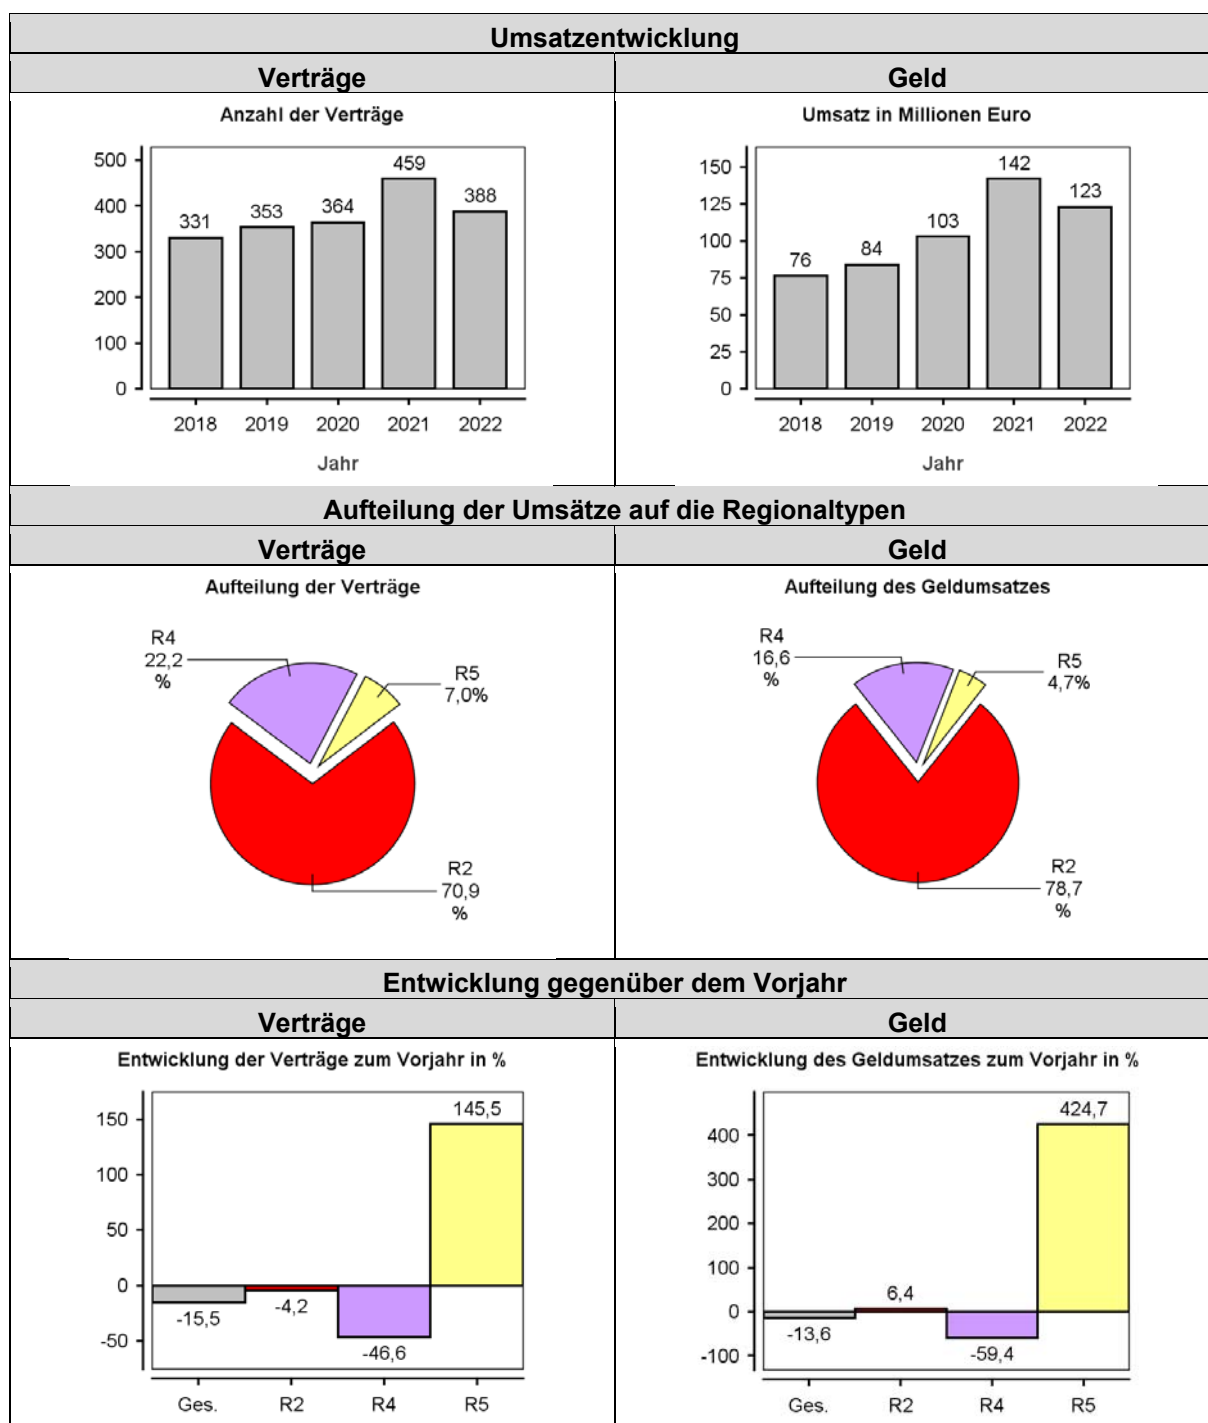 Umsatzentwicklung
Verträge
Geld
Anzahl der Verträge
500
400
300
200
100
0
331
353
364
459
388
2018
2019
2020
2021
2022
Jahr
Umsatz in Millionen Euro
150
125
100
75
50
25
0
76
84
103
142
123
2018
2019
2020
2021
2022
Jahr
Aufteilung der Umsätze auf die Regionaltypen
Verträge
Geld
Aufteilung der Verträge
R4
22,2
%
R5
7,0%
R2
70,9
%
Aufteilung des Geldumsatzes
R4
16,6
%
R5
4,7%
R2
78,7
%
Entwicklung gegenüber dem Vorjahr
Verträge
Geld
Entwicklung der Verträge zum Vorjahr in %
150
100
50
0
-50
-15,5
-4,2
-46,6
145,5
Ges.
R2
R4
R5
Entwicklung des Geldumsatzes zum Vorjahr in %
400
300
200
100
0
-100
-13,6
6,4
-59,4
424,7
Ges.
R2
R4
R5